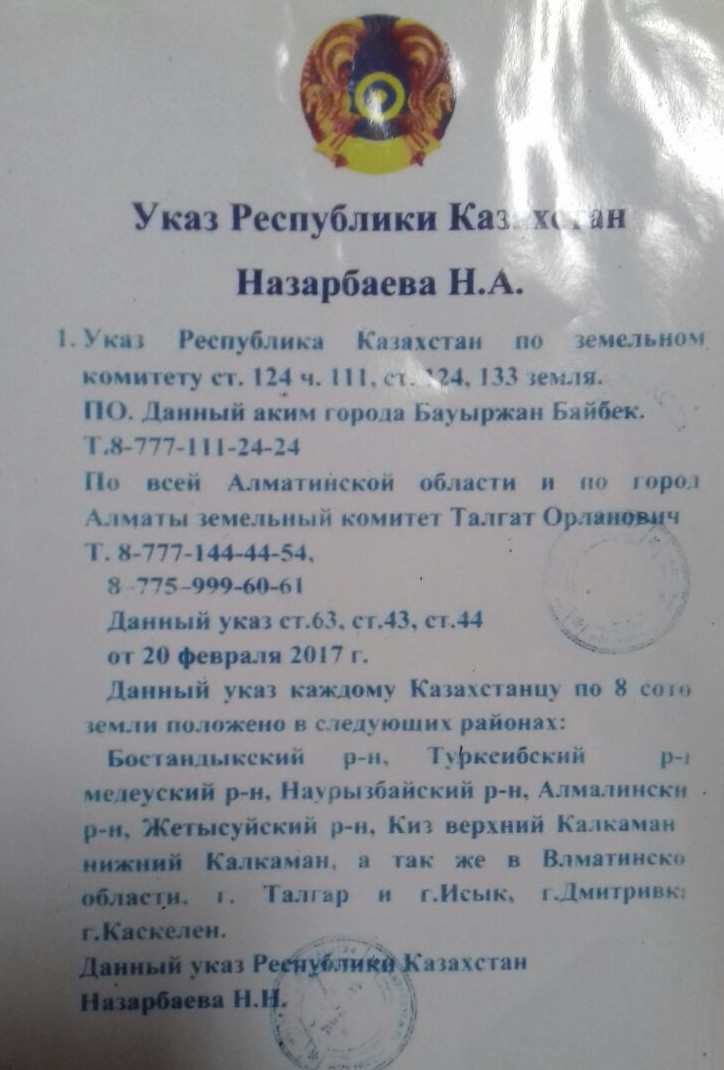 Указ Республики Казахстан
Назарбаева Н.А.
1. Указ Республика Казахстан по земельном
комитету ст. 124 ч. 111, ст. 124, 133 земля.
ПО. Данный аким города Бауыржан Байбек.
Т.8-777-111-24-24
По всей Алматинской области и по город
Алматы земельный комитет Талгат Орланович
Т. 8-777-144-44-54,
8-775-999-60-61
Данный указ ст.63, ст.43, ст.44
от 20 февраля 2017 г.
Данный указ каждому Казахстанцу по 8 сото
земли положено в следующих районах:
Бостандыкский р-н, Турксибский р-н
медеуский р-н, Наурызбайский р-н, Алмалински
р-н, Жетысуйский р-н, Киз верхний Калкаман
нижний Калкаман, а так же в Влматинско
области, г. Талгар и г.Исык, г.Дмитривк
г.Каскелен.
Данный указ Республики Казахстан
Назарбаева Н.Н.